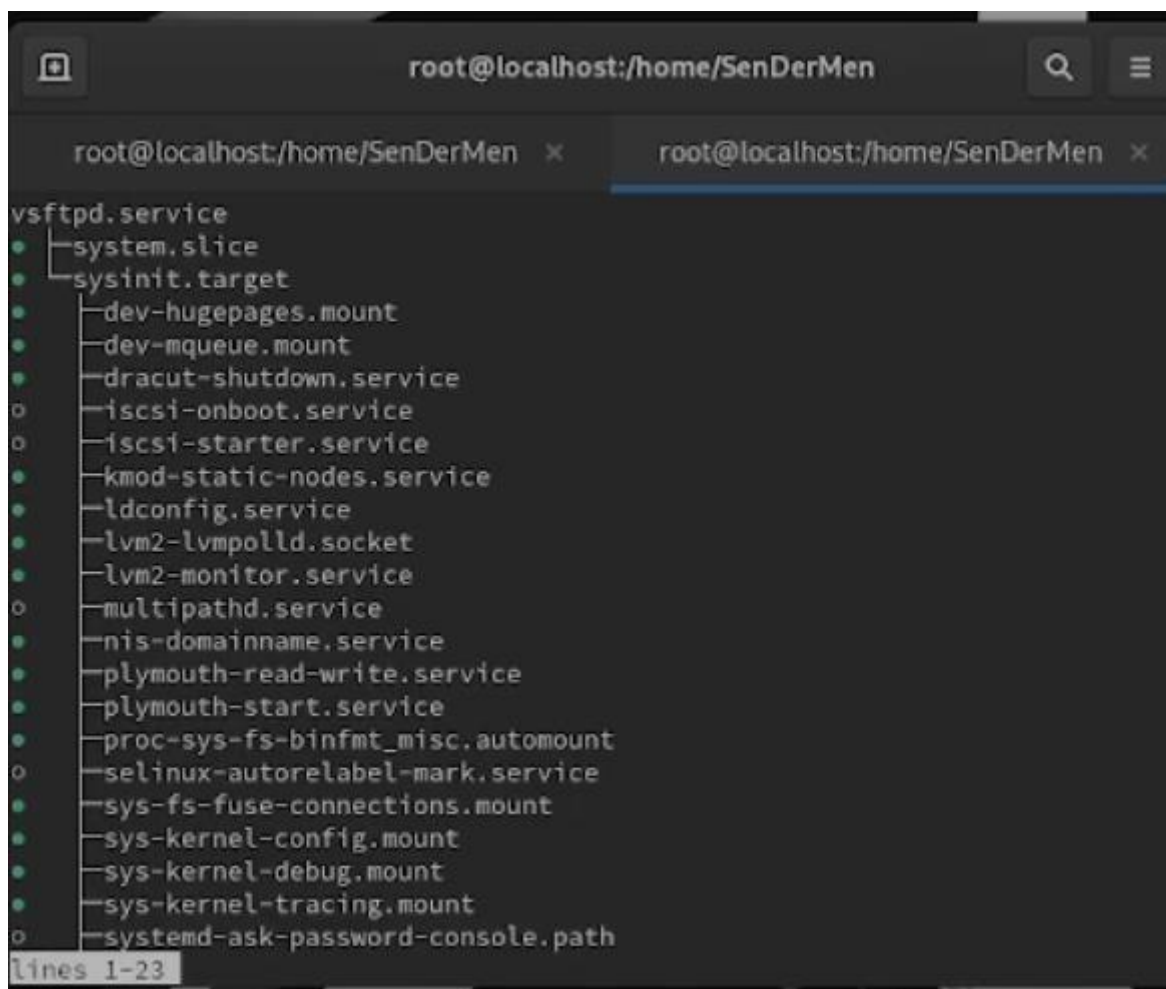 root@localhost:/home/SenDerMen
root@localhost:/home/SenDerMen × root@localhost:/home/SenDerMen ×
vsftpd.service
● ├─system.slice
● └─sysinit.target
● ├─dev-hugepages.mount
● ├─dev-mqueue.mount
● ├─dracut-shutdown.service
○ ├─iscsi-onboot.service
○ ├─iscsi-starter.service
● ├─kmod-static-nodes.service
● ├─ldconfig.service
● ├─lvm2-lvmpolld.socket
● ├─lvm2-monitor.service
○ ├─multipathd.service
● ├─nis-domainname.service
● ├─plymouth-read-write.service
● ├─plymouth-start.service
● ├─proc-sys-fs-binfmt_misc.automount
○ ├─selinux-autorelabel-mark.service
● ├─sys-fs-fuse-connections.mount
● ├─sys-kernel-config.mount
● ├─sys-kernel-debug.mount
● ├─sys-kernel-tracing.mount
○ ├─systemd-ask-password-console.path
lines 1-23